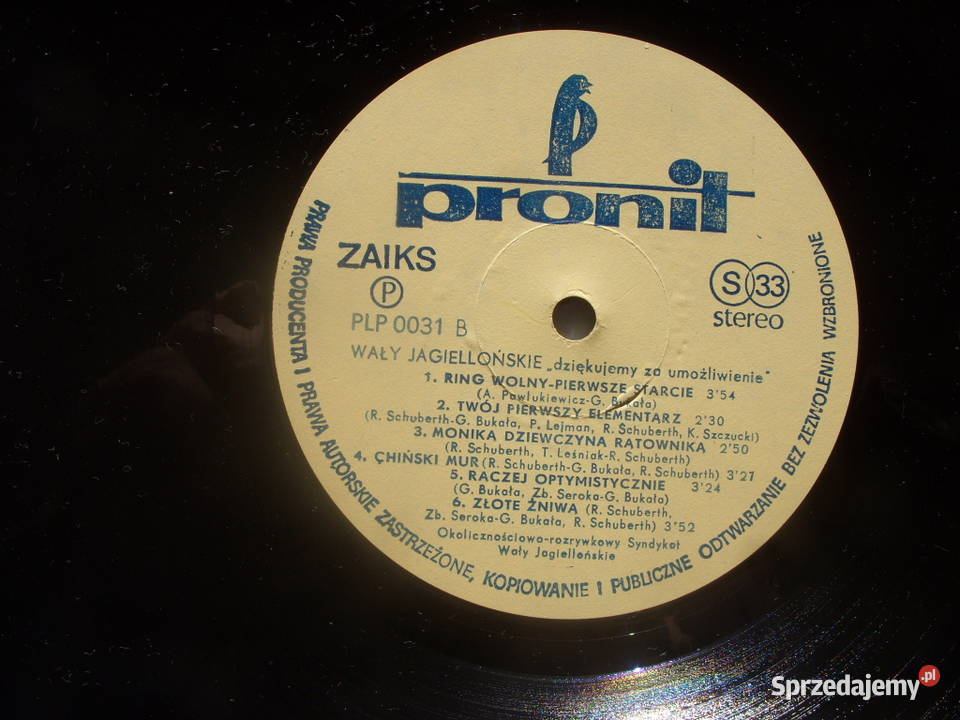 pronit
ZAIKS
P
PLP 0031 B
S 33
stereo
WAŁY JAGIELLOŃSKIE „dziękujemy za umożliwienie"
1. RING WOLNY-PIERWSZE STARCIE 3'54
(A. Pawlukiewicz-G. Bukała)
2. TWÓJ PIERWSZY ELEMENTARZ 2'30
(R. Schuberth-G. Bukała, P. Lejman, R. Schuberth, K. Szczucki)
3. MONIKA DZIEWCZYNA RATOWNIKA 2'50
(R. Schuberth, T. Leśniak-R. Schuberth)
4. CHIŃSKI MUR (R. Schuberth-G. Bukała, R. Schuberth) 3'27
5. RACZEJ OPTYMISTYCZNIE 3'24
(G. Bukała, Zb. Seroka-G. Bukała)
6. ZŁOTE ŻNIWA (R. Schuberth,
Zb. Seroka-G. Bukała, R. Schuberth) 3'52
Okolicznościowo-rozrywkowy Syndykat
Wały Jagiellońskie
PRAWA PRODUCENTA I PRAWA AUTORSKIE ZASTRZEŻONE, KOPIOWANIE I PUBLICZNE ODTWARZANIE BEZ ZEZWOLENIA WZBRONIONE
Sprzedajemy.pl